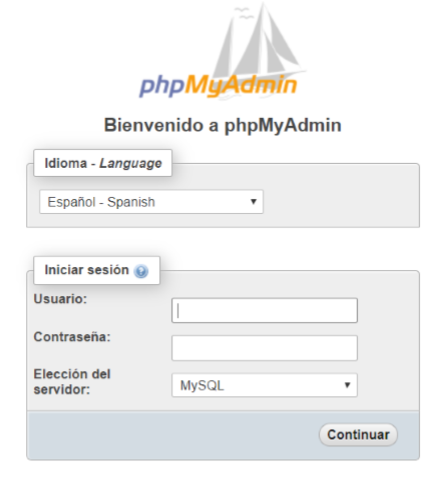 phpMyAdmin
Bienvenido a phpMyAdmin
Idioma - Language
Español - Spanish
Iniciar sesión
Usuario:
Contraseña:
Elección del
servidor:
MySQL
Continuar